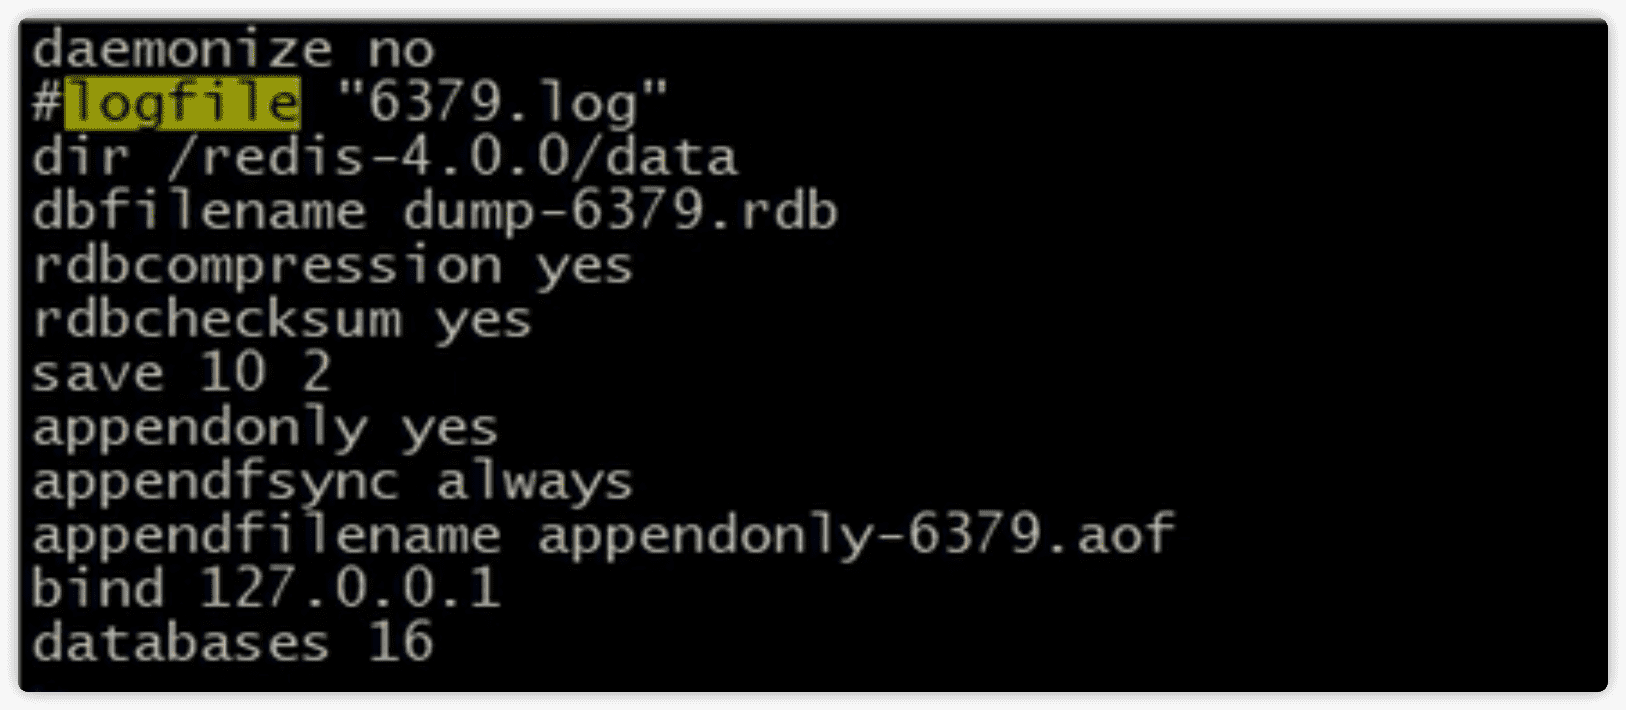 daemonize no
#logfile "6379.log"
dir /redis-4.0.0/data
dbfilename dump-6379.rdb
rdbcompression yes
rdbchecksum yes
save 10 2
appendonly yes
appendfsync always
appendfilename appendonly-6379.aof
bind 127.0.0.1
databases 16